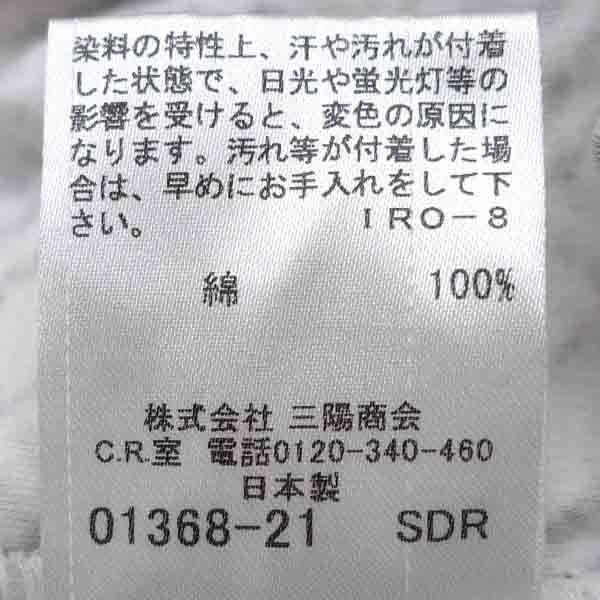 染料の特性上、汗や汚れが付着
した状態で、日光や蛍光灯等の
影響を受けると、変色の原因に
なります。汚れ等が付着した場
合は、早めにお手入れをして下
さい。 ＩＲＯ－８
綿 100%
株式会社 三陽商会
C.R.室 電話0120-340-460
日本製
01368-21 SDR